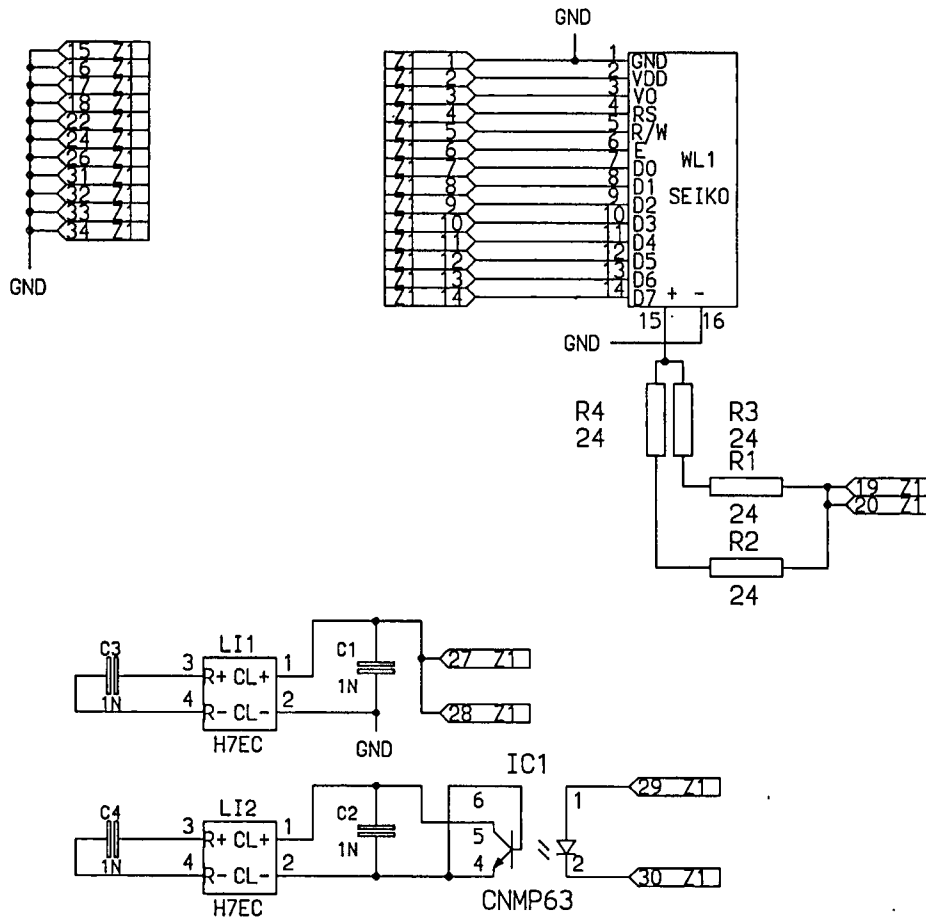 GND
15 Z1
16 Z1
17 Z1
18 Z1
22 Z1
24 Z1
26 Z1
31 Z1
32 Z1
33 Z1
34 Z1
GND
Z1 1 1 GND
Z1 2 2 VDD
Z1 3 3 VO
Z1 4 4 RS
Z1 5 5 R/W
Z1 6 6 E
Z1 7 7 D0
Z1 8 8 D1
Z1 9 9 D2
Z1 10 10 D3
Z1 11 11 D4
Z1 12 12 D5
Z1 13 13 D6
Z1 14 14 D7 + -
WL1
SEIKO
15 16
GND
R4
24
R3
24
R1
24
R2
24
19 Z1
20 Z1
C3
1N
LI1
3 R+ CL+ 1
4 R- CL- 2
H7EC
C1
1N
GND
27 Z1
28 Z1
C4
1N
LI2
3 R+ CL+ 1
4 R- CL- 2
H7EC
C2
1N
IC1
6
5
4
1
2
CNMP63
29 Z1
30 Z1